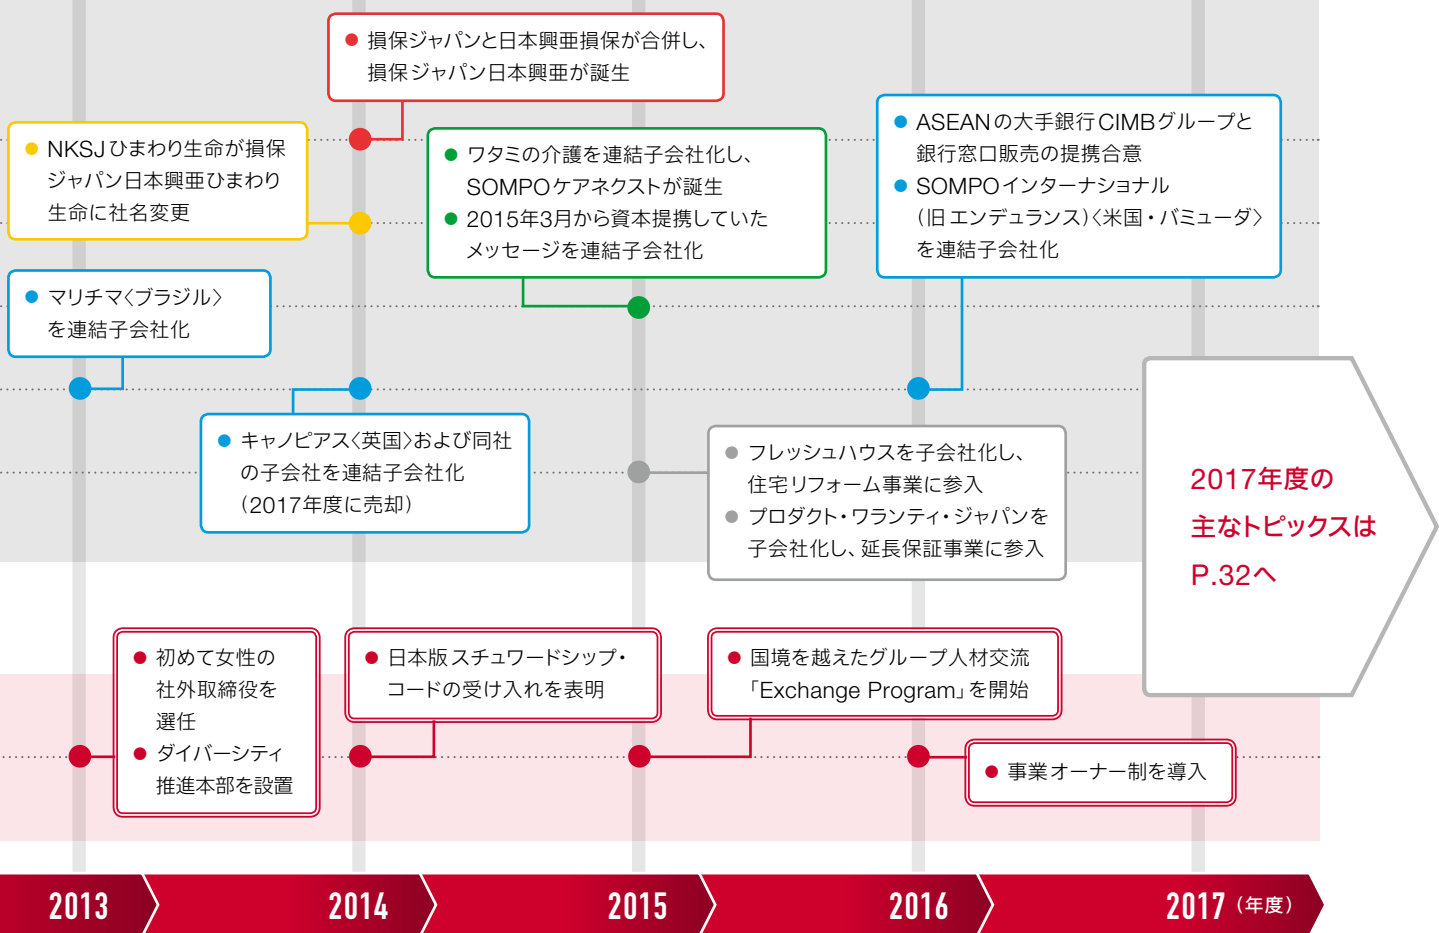 損保ジャパンと日本興亜損保が合併し、
損保ジャパン日本興亜が誕生
NKSJひまわり生命が損保
ジャパン日本興亜ひまわり
生命に社名変更
ワタミの介護を連結子会社化し、
SOMPOケアネクストが誕生
2015年3月から資本提携していた
メッセージを連結子会社化
ASEANの大手銀行CIMBグループと
銀行窓口販売の提携合意
SOMPOインターナショナル
(旧エンデュランス)〈米国・バミューダ〉
を連結子会社化
マリチマ〈ブラジル〉
を連結子会社化
キャノピアス〈英国〉および同社
の子会社を連結子会社化
(2017年度に売却)
フレッシュハウスを子会社化し、
住宅リフォーム事業に参入
プロダクト・ワランティ・ジャパンを
子会社化し、延長保証事業に参入
2017年度の
主なトピックスは
P.32へ
初めて女性の
社外取締役を
選任
ダイバーシティ
推進本部を設置
日本版スチュワードシップ・
コードの受け入れを表明
国境を越えたグループ人材交流
「Exchange Program」を開始
事業オーナー制を導入
2013
2014
2015
2016
2017(年度)